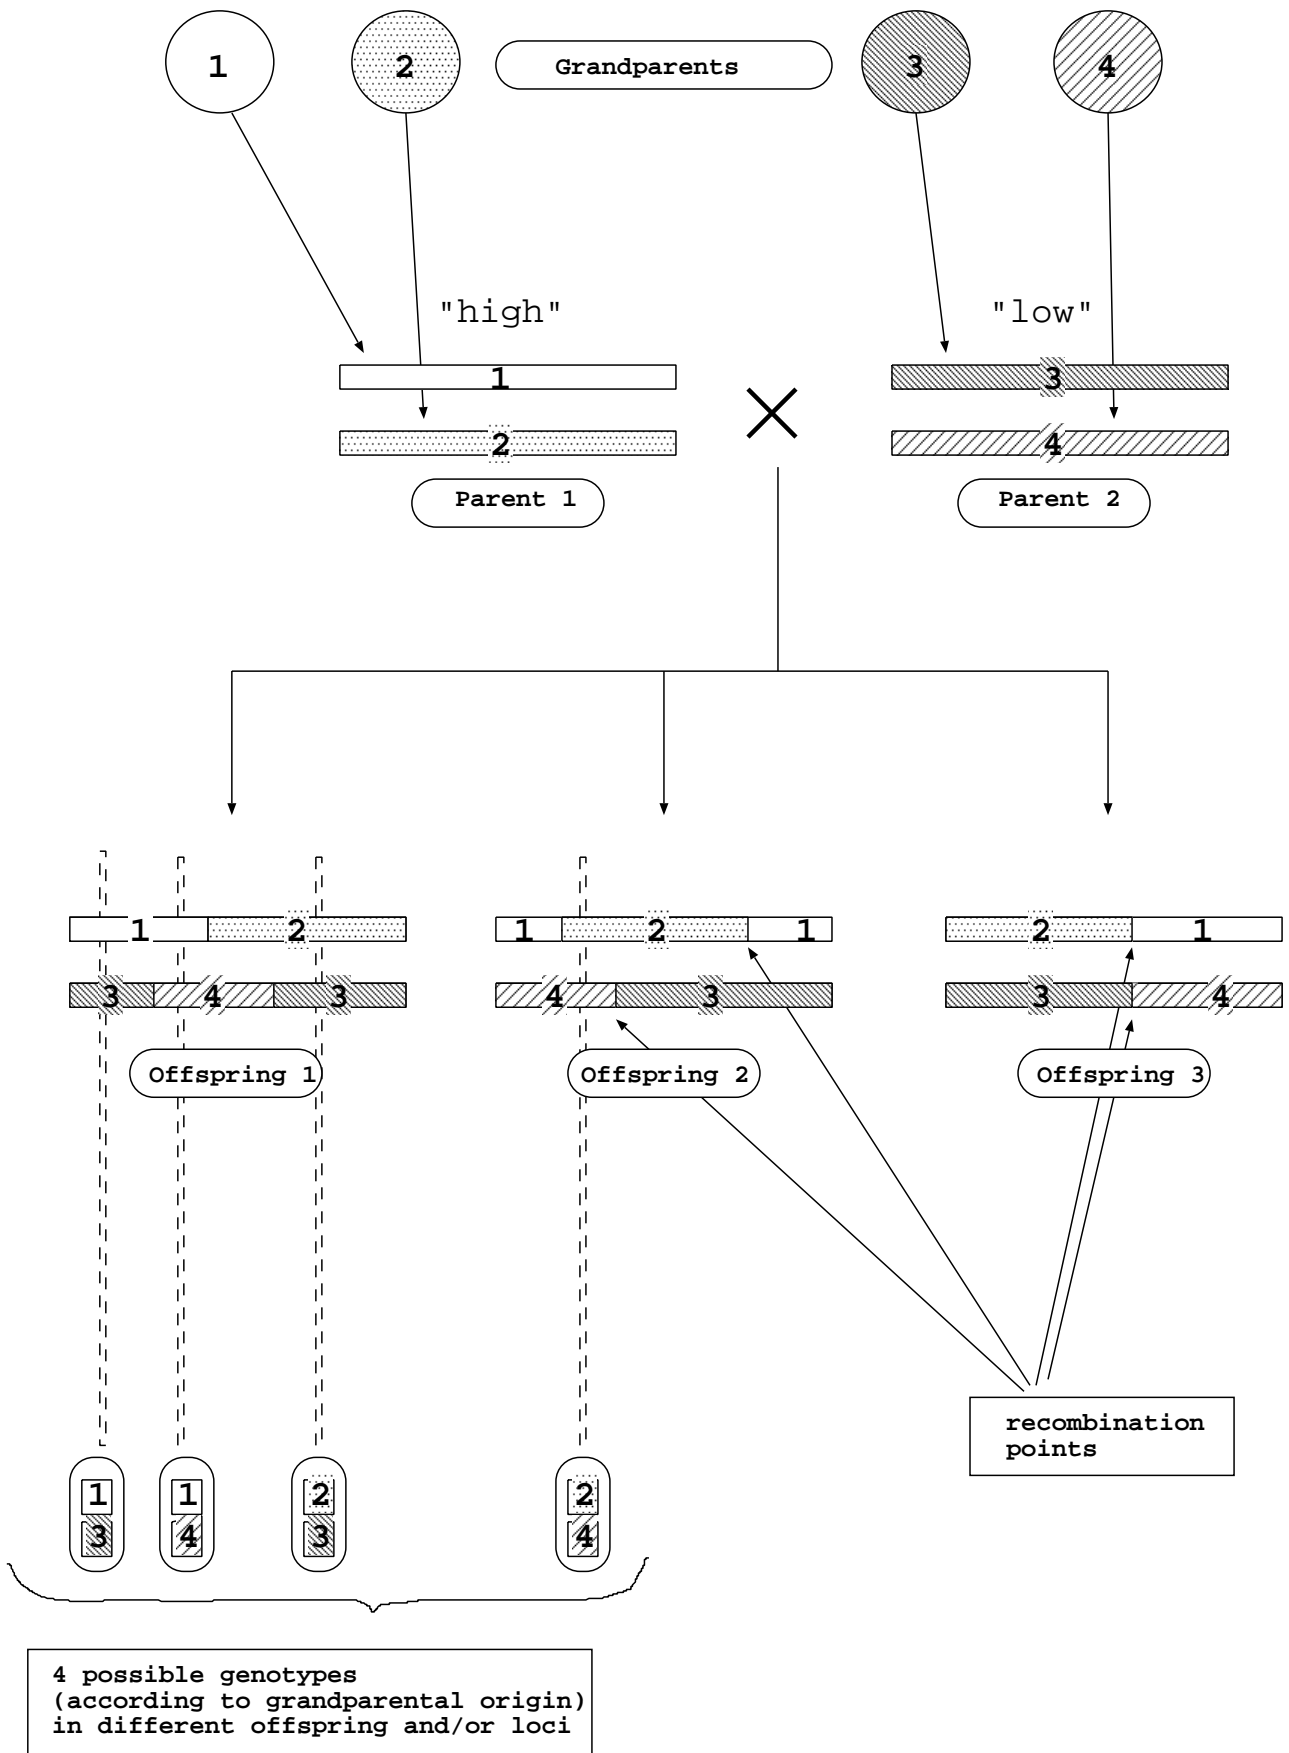 1 2 Grandparents 3 4
"high" "low"
1 3
2 4
Parent 1 Parent 2
1 2 1 2 1 2 1
3 4 3 4 3 3 4
Offspring 1 Offspring 2 Offspring 3
recombination
points
1 1 2 2
3 4 3 4
4 possible genotypes
(according to grandparental origin)
in different offspring and/or loci